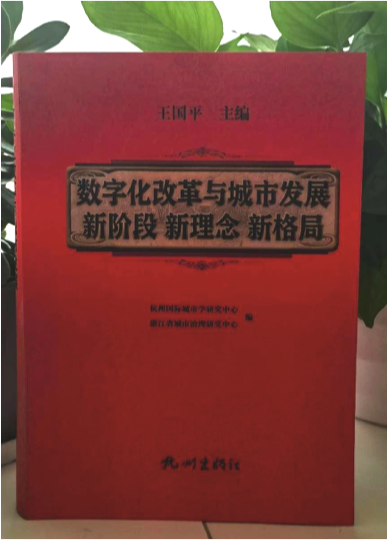 王国平 主编
数字化改革与城市发展
新阶段 新理念 新格局
杭州国际城市学研究中心
浙江省城市治理研究中心 编
杭州出版社